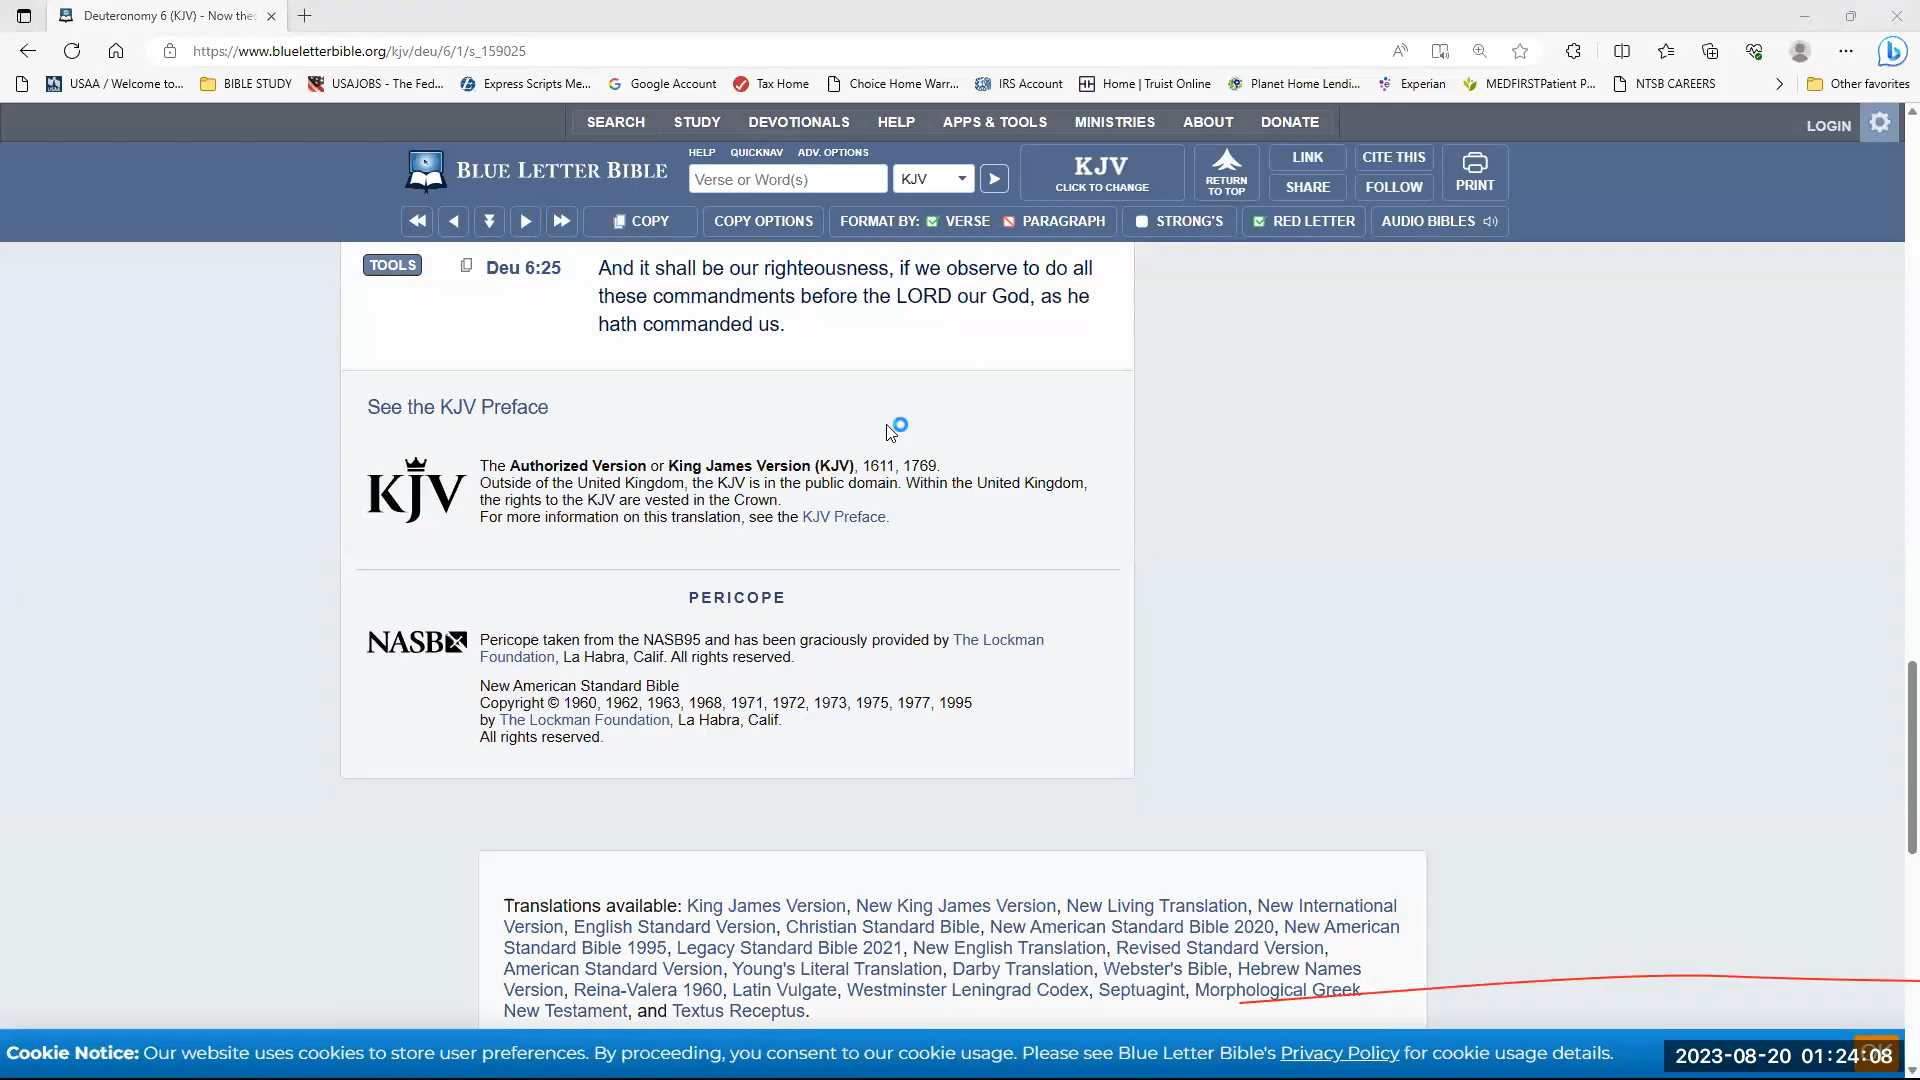 Deuteronomy 6 (KJV) - Now thes
https://www.blueletterbible.org/kjv/deu/6/1/s_159025
USAA / Welcome to... BIBLE STUDY USAJOBS - The Fed... Express Scripts Me... Google Account Tax Home Choice Home Warr... IRS Account Home | Truist Online Planet Home Lendi... Experian MEDFIRSTPatient P... NTSB CAREERS Other favorites
SEARCH STUDY DEVOTIONALS HELP APPS & TOOLS MINISTRIES ABOUT DONATE LOGIN
HELP QUICKNAV ADV. OPTIONS
BLUE LETTER BIBLE Verse or Word(s) KJV
KJV
CLICK TO CHANGE
RETURN
TO TOP
LINK CITE THIS
SHARE FOLLOW
PRINT
COPY COPY OPTIONS FORMAT BY: VERSE PARAGRAPH STRONG'S RED LETTER AUDIO BIBLES
TOOLS Deu 6:25 And it shall be our righteousness, if we observe to do all
these commandments before the LORD our God, as he
hath commanded us.
See the KJV Preface
KJV
The Authorized Version or King James Version (KJV), 1611, 1769.
Outside of the United Kingdom, the KJV is in the public domain. Within the United Kingdom,
the rights to the KJV are vested in the Crown.
For more information on this translation, see the KJV Preface.
PERICOPE
NASB
Pericope taken from the NASB95 and has been graciously provided by The Lockman
Foundation, La Habra, Calif. All rights reserved.
New American Standard Bible
Copyright © 1960, 1962, 1963, 1968, 1971, 1972, 1973, 1975, 1977, 1995
by The Lockman Foundation, La Habra, Calif.
All rights reserved.
Translations available: King James Version, New King James Version, New Living Translation, New International
Version, English Standard Version, Christian Standard Bible, New American Standard Bible 2020, New American
Standard Bible 1995, Legacy Standard Bible 2021, New English Translation, Revised Standard Version,
American Standard Version, Young's Literal Translation, Darby Translation, Webster's Bible, Hebrew Names
Version, Reina-Valera 1960, Latin Vulgate, Westminster Leningrad Codex, Septuagint, Morphological Greek
New Testament, and Textus Receptus.
Cookie Notice: Our website uses cookies to store user preferences. By proceeding, you consent to our cookie usage. Please see Blue Letter Bible's Privacy Policy for cookie usage details.
2023-08-20 01:24:08